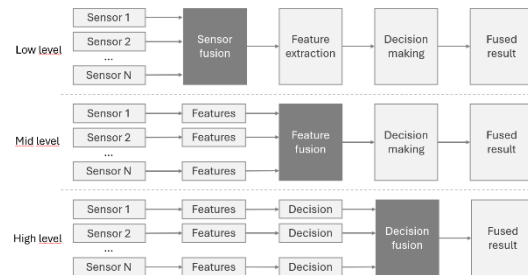 Low level
Sensor 1
Sensor 2
...
Sensor N
Sensor
fusion
Feature
extraction
Decision
making
Fused
result
Mid level
Sensor 1 Features
Sensor 2 Features
...
Sensor N Features
Feature
fusion
Decision
making
Fused
result
High level
Sensor 1 Features Decision
Sensor 2 Features Decision
...
Sensor N Features Decision
Decision
fusion
Fused
result